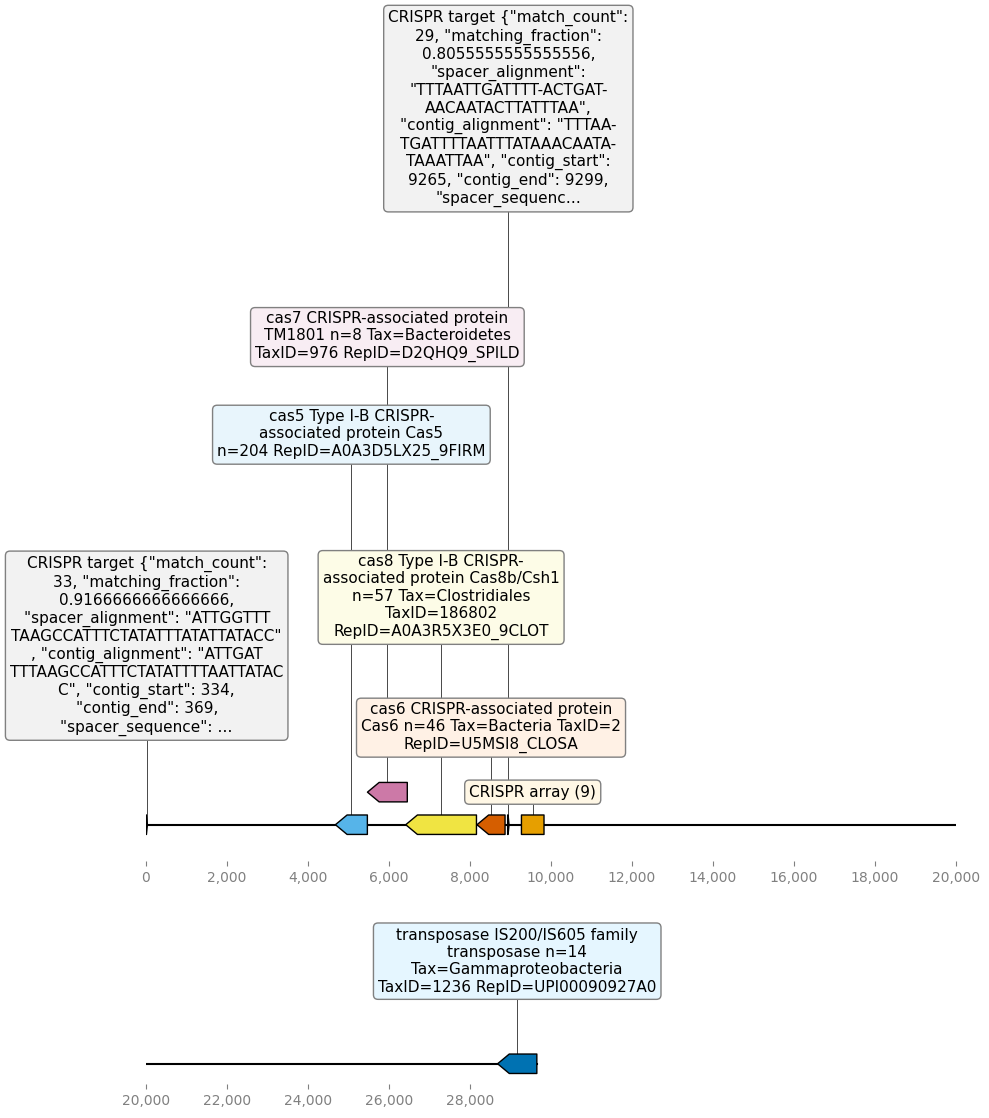 CRISPR target {"match_count":
29, "matching_fraction":
0.8055555555555556,
"spacer_alignment":
"TTTAATTGATTTT-ACTGAT-
AACAATACTTATTTAA",
"contig_alignment": "TTTAA-
TGATTTTAATTTATAAACAATA-
TAAATTAA", "contig_start":
9265, "contig_end": 9299,
"spacer_sequenc...
cas7 CRISPR-associated protein
TM1801 n=8 Tax=Bacteroidetes
TaxID=976 RepID=D2QHQ9_SPILD
cas5 Type I-B CRISPR-
associated protein Cas5
n=204 RepID=A0A3D5LX25_9FIRM
CRISPR target {"match_count":
33, "matching_fraction":
0.9166666666666666,
"spacer_alignment": "ATTGGTTT
TAAGCCATTTCTATATTTATATTATACC"
, "contig_alignment": "ATTGAT
TTTAAGCCATTTCTATATTTTAATTATAC
C", "contig_start": 334,
"contig_end": 369,
"spacer_sequence": ...
cas8 Type I-B CRISPR-
associated protein Cas8b/Csh1
n=57 Tax=Clostridiales
TaxID=186802
RepID=A0A3R5X3E0_9CLOT
cas6 CRISPR-associated protein
Cas6 n=46 Tax=Bacteria TaxID=2
RepID=U5MSI8_CLOSA
CRISPR array (9)
0 2,000 4,000 6,000 8,000 10,000 12,000 14,000 16,000 18,000 20,000
transposase IS200/IS605 family
transposase n=14
Tax=Gammaproteobacteria
TaxID=1236 RepID=UPI00090927A0
20,000 22,000 24,000 26,000 28,000